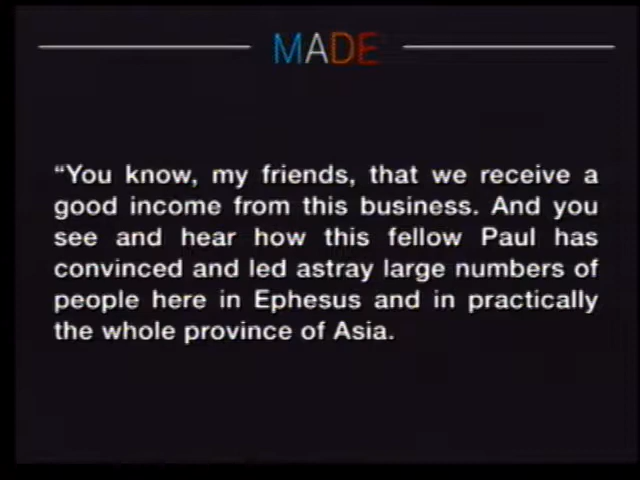 MADE
“You know, my friends, that we receive a
good income from this business. And you
see and hear how this fellow Paul has
convinced and led astray large numbers of
people here in Ephesus and in practically
the whole province of Asia.